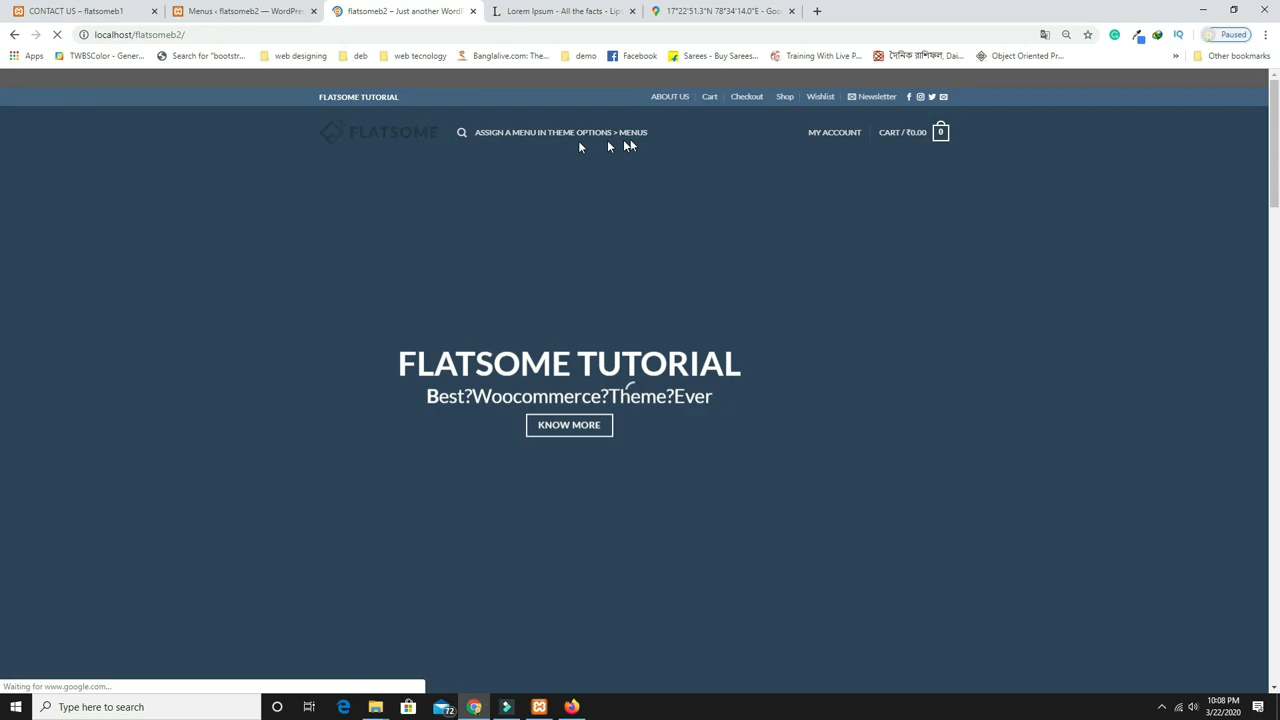 CONTACT US – flatsomeb1
Menus ‹ flatsomeb2 — WordPre
flatsomeb2 – Just another WordP
Lorem Ipsum - All the facts - Lip
17°22'51.3"N 78°34'14.0"E - Goo
localhost/flatsomeb2/
Paused
Apps
TWBSColor - Gener...
Search for "bootstr...
web designing
deb
web tecnology
Banglalive.com: The...
demo
Facebook
Sarees – Buy Sarees...
Training With Live P...
দৈনিক রাশিফল, Dai...
Object Oriented Pr...
»
Other bookmarks
FLATSOME TUTORIAL
ABOUT US
Cart
Checkout
Shop
Wishlist
Newsletter
FLATSOME
ASSIGN A MENU IN THEME OPTIONS > MENUS
MY ACCOUNT
CART / ₹0.00
0
FLATSOME TUTORIAL
Best?Woocommerce?Theme?Ever
KNOW MORE
Waiting for www.google.com...
Type here to search
72
10:08 PM
3/22/2020